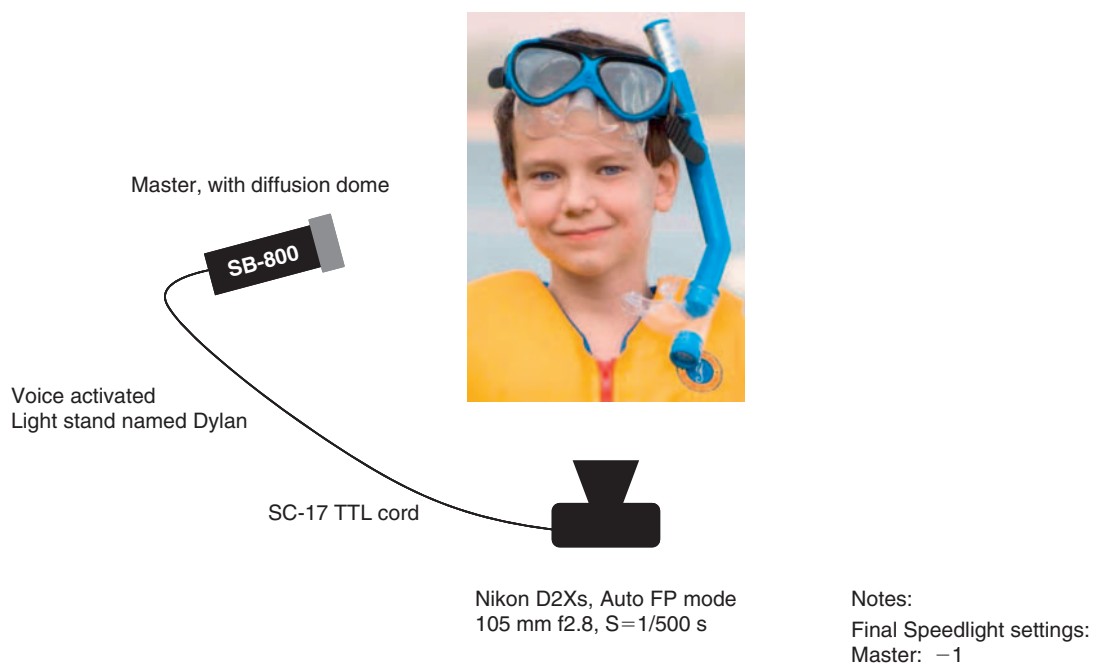 Master, with diffusion dome
SB-800
Voice activated
Light stand named Dylan
SC-17 TTL cord
Nikon D2Xs, Auto FP mode
105 mm f2.8, S=1/500 s
Notes:
Final Speedlight settings:
Master: −1